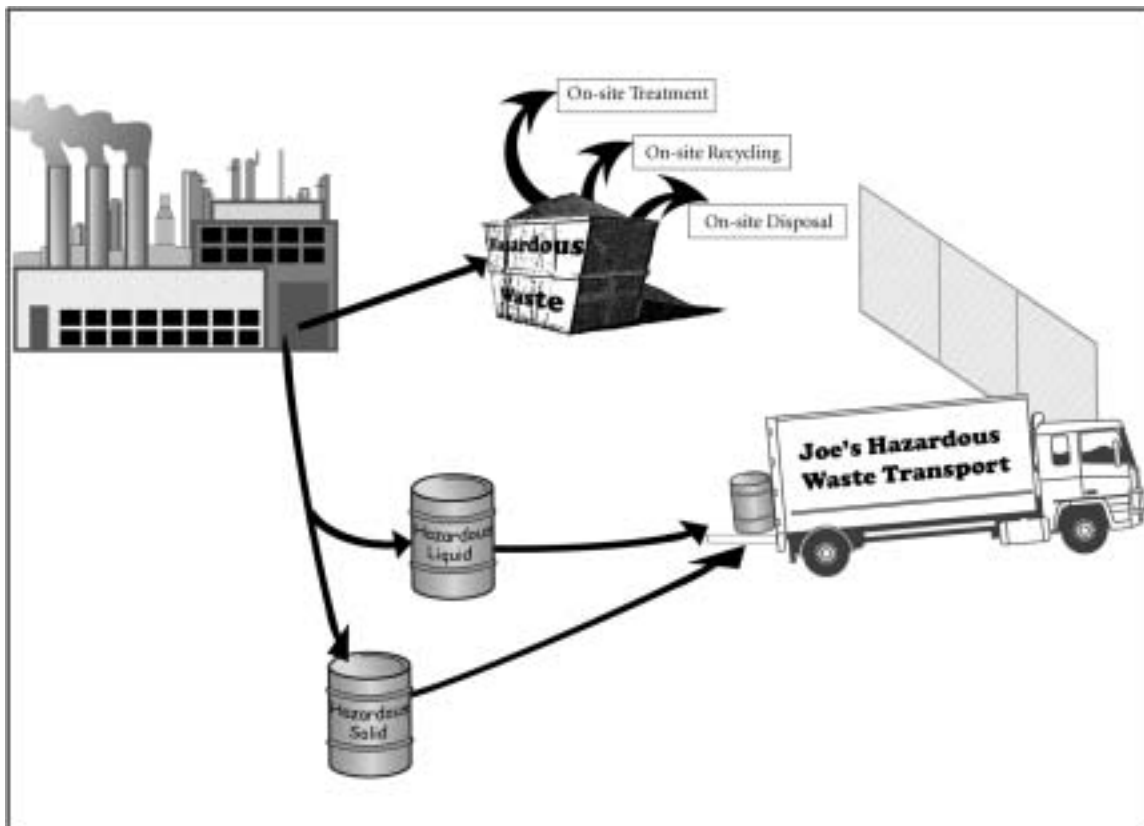 On-site Treatment
On-site Recycling
On-site Disposal
Hazardous
Waste
Joe's Hazardous
Waste Transport
Hazardous
Liquid
Hazardous
Solid